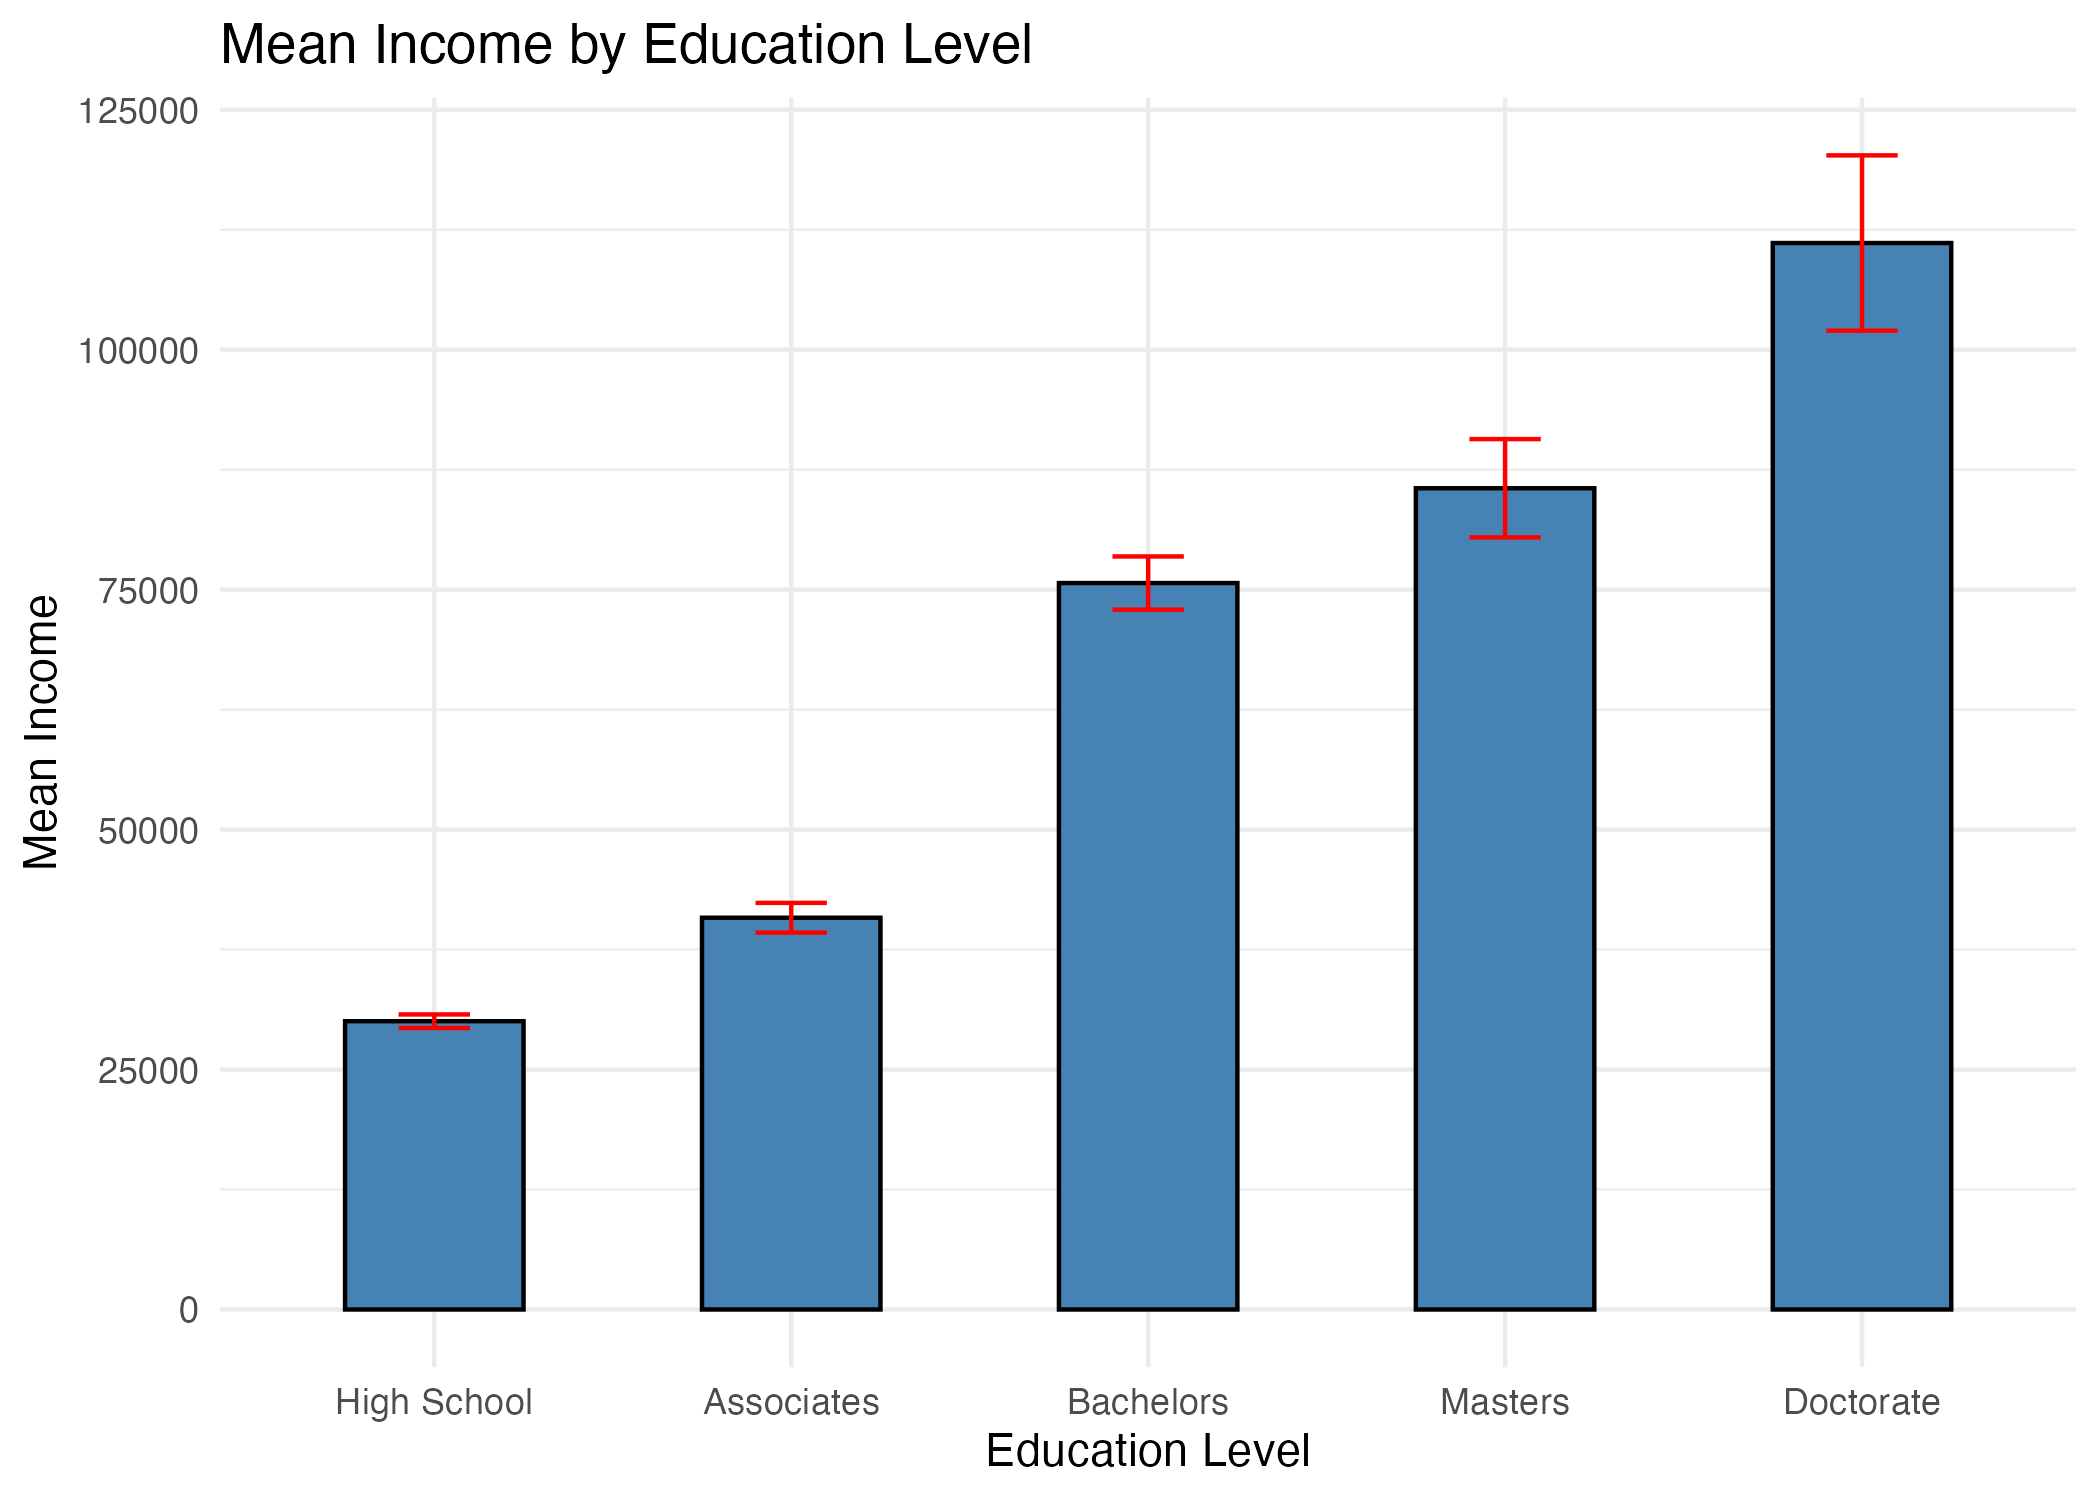 Mean Income by Education Level
125000
100000
75000
50000
25000
0
Mean Income
High School
Associates
Bachelors
Masters
Doctorate
Education Level